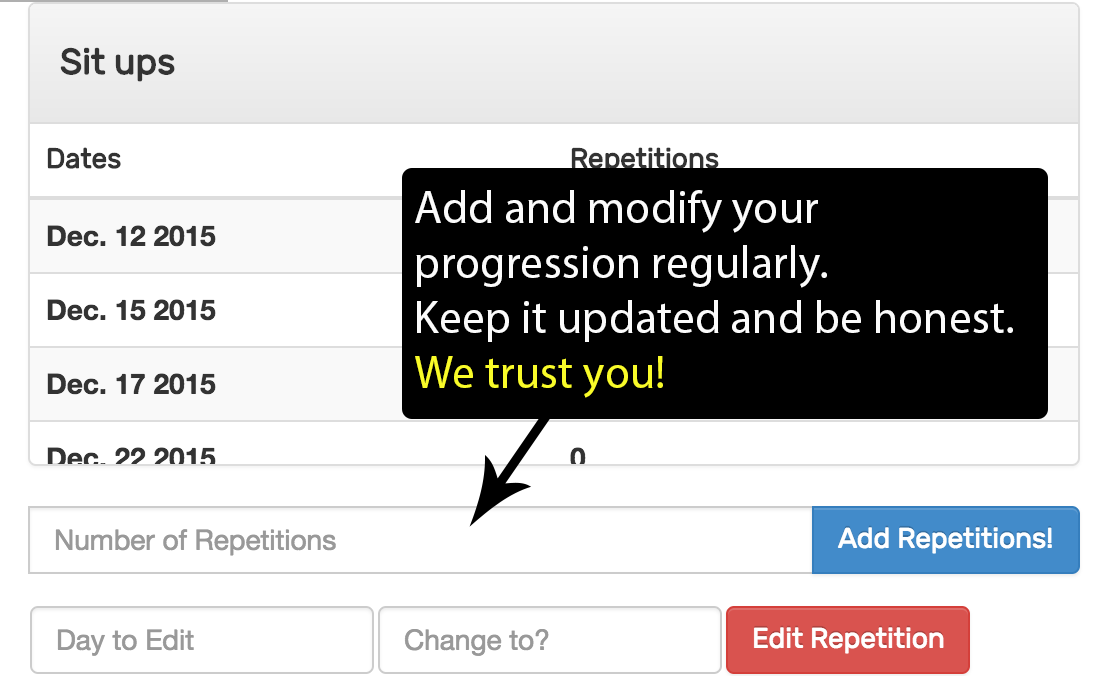 Sit ups
Dates Repetitions
Add and modify your
progression regularly.
Keep it updated and be honest.
We trust you!
Dec. 12 2015
Dec. 15 2015
Dec. 17 2015
Dec. 22 2015 0
Number of Repetitions Add Repetitions!
Day to Edit Change to? Edit Repetition